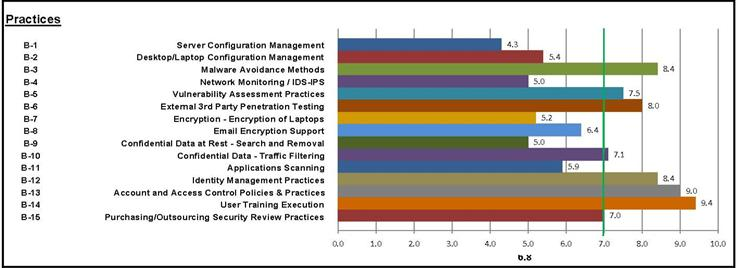 Practices
B-1 Server Configuration Management 4.3
B-2 Desktop/Laptop Configuration Management 5.4
B-3 Malware Avoidance Methods 8.4
B-4 Network Monitoring / IDS-IPS 5.0
B-5 Vulnerability Assessment Practices 7.5
B-6 External 3rd Party Penetration Testing 8.0
B-7 Encryption - Encryption of Laptops 5.2
B-8 Email Encryption Support 6.4
B-9 Confidential Data at Rest - Search and Removal 5.0
B-10 Confidential Data - Traffic Filtering 7.1
B-11 Applications Scanning 5.9
B-12 Identity Management Practices 8.4
B-13 Account and Access Control Policies & Practices 9.0
B-14 User Training Execution 9.4
B-15 Purchasing/Outsourcing Security Review Practices 7.0
0.0 1.0 2.0 3.0 4.0 5.0 6.0 7.0 8.0 9.0 10.0
6.8